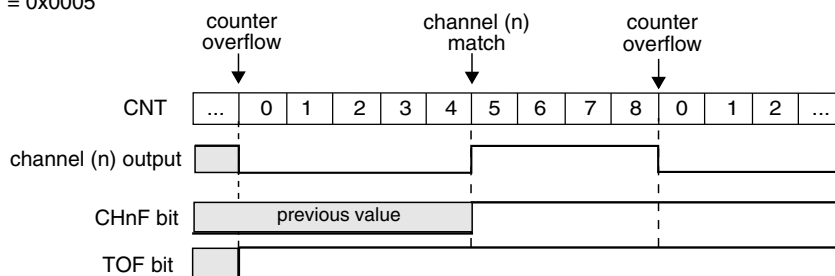 = 0x0005
counter overflow
channel (n) match
counter overflow
CNT ... 0 1 2 3 4 5 6 7 8 0 1 2 ...
channel (n) output
CHnF bit previous value
TOF bit